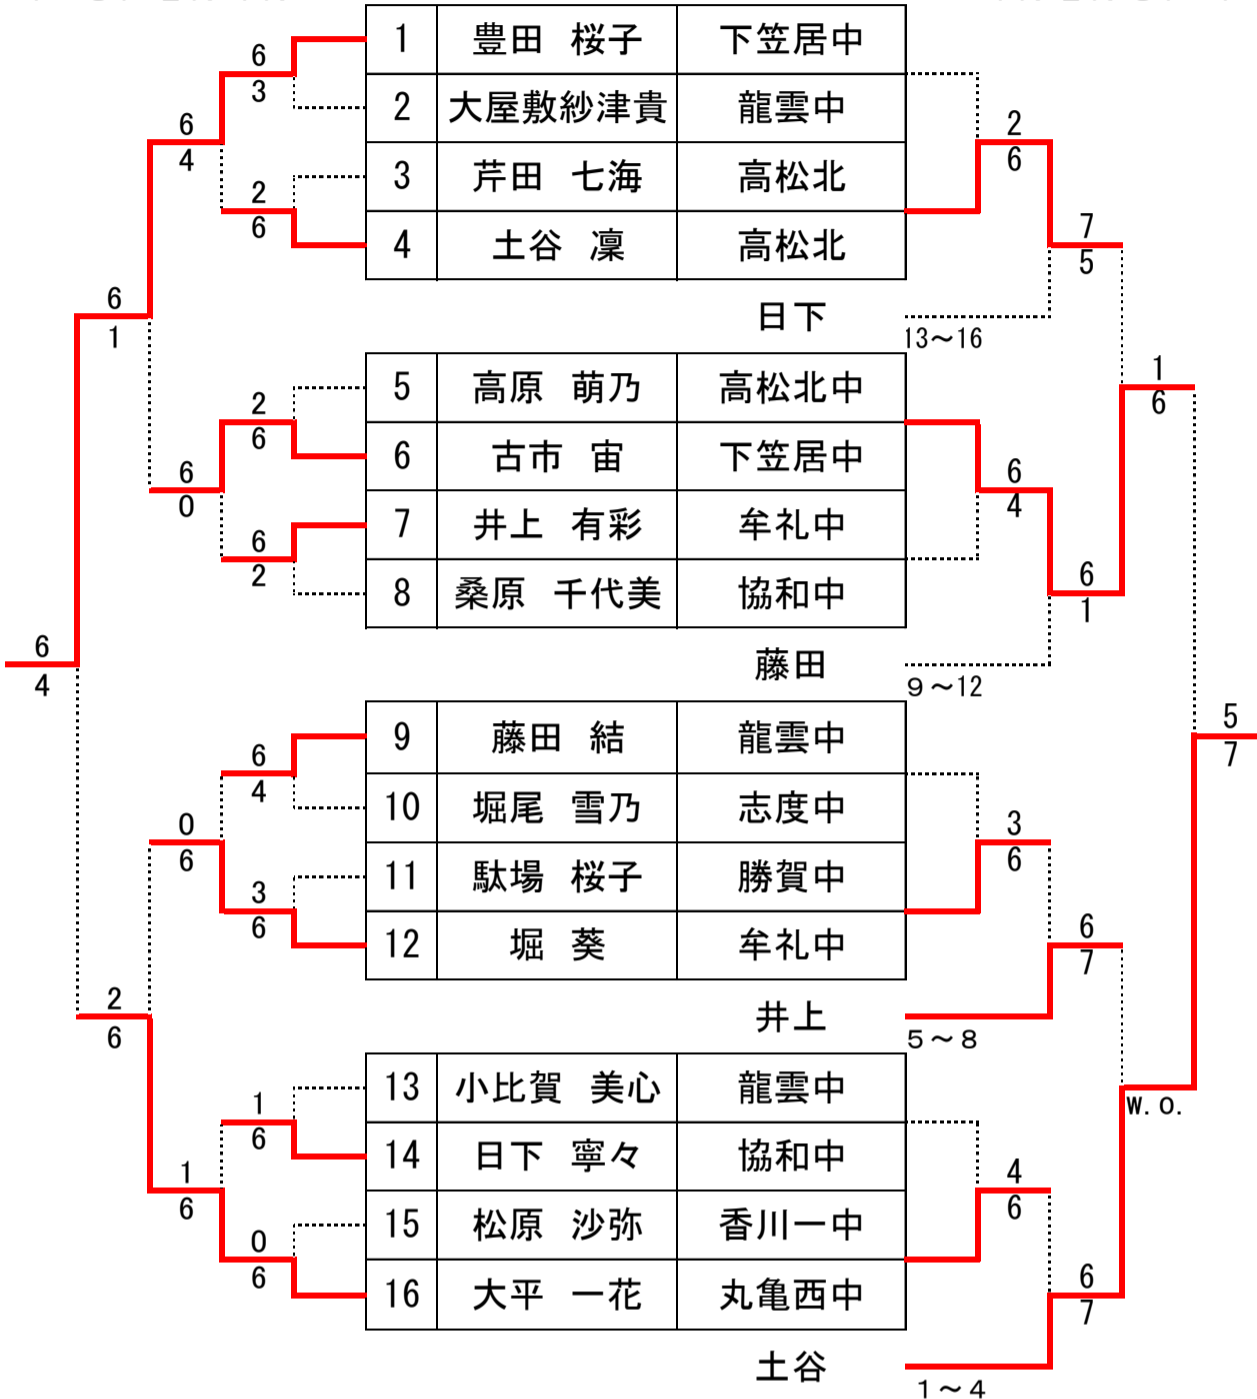 1 豊田 桜子 下笠居中
6
3
2 大屋敷紗津貴 龍雲中
6
4
2
6
3 芹田 七海 高松北
2
6
4 土谷 凜 高松北
7
5
6
1
日下
13～16
5 高原 萌乃 高松北中
1
6
2
6
6 古市 宙 下笠居中
6
0
6
4
7 井上 有彩 牟礼中
6
2
8 桑原 千代美 協和中
6
1
6
4
藤田
9～12
9 藤田 結 龍雲中
5
7
6
4
10 堀尾 雪乃 志度中
0
6
3
6
11 駄場 桜子 勝賀中
3
6
12 堀 葵 牟礼中
6
7
2
6
井上
5～8
13 小比賀 美心 龍雲中
W.O.
1
6
14 日下 寧々 協和中
1
6
4
6
15 松原 沙弥 香川一中
0
6
16 大平 一花 丸亀西中
6
7
土谷
1～4